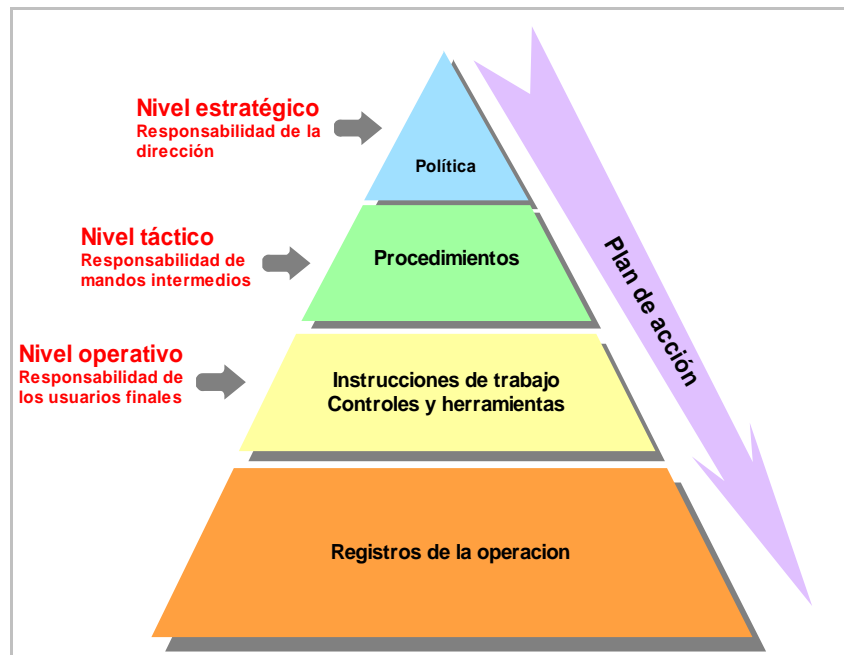 Nivel estratégico
Responsabilidad de la
dirección
Política
Nivel táctico
Responsabilidad de
mandos intermedios
Procedimientos
Plan de acción
Nivel operativo
Responsabilidad de
los usuarios finales
Instrucciones de trabajo
Controles y herramientas
Registros de la operacion